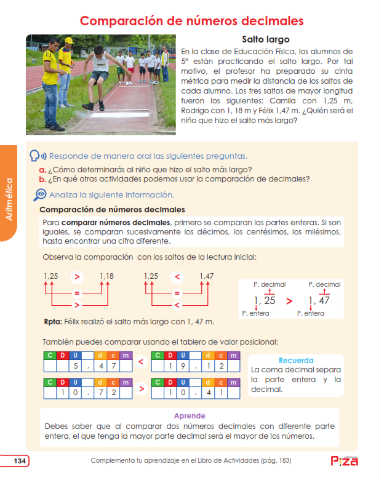 Comparación de números decimales
Salto largo
En la clase de Educación Física, los alumnos de
5° están practicando el salto largo. Por tal
motivo, el profesor ha preparado su cinta
métrica para medir la distancia de los saltos de
cada alumno. Los tres saltos de mayor longitud
fueron los siguientes: Camila con 1,25 m,
Rodrigo con 1, 18 m y Félix 1,47 m. ¿Quién será el
niño que hizo el salto más largo?
Responde de manera oral las siguientes preguntas.
a. ¿Cómo determinarás al niño que hizo el salto más largo?
b. ¿En qué otras actividades podemos usar la comparación de decimales?
Analiza la siguiente información.
Aritmética
Comparación de números decimales
Para comparar números decimales, primero se comparan las partes enteras. Si son
iguales, se comparan sucesivamente los décimos, los centésimos, los milésimos,
hasta encontrar una cifra diferente.
Observa la comparación con los saltos de la lectura inicial:
1,25 > 1,18 1,25 < 1,47
= =
> <
P. decimal P. decimal
1, 25 > 1, 47
P. entera P. entera
Rpta: Félix realizó el salto más largo con 1, 47 m.
También puedes comparar usando el tablero de valor posicional:
C D U d c m < C D U d c m
5 , 4 7 1 9 , 1 2
C D U d c m > C D U d c m
1 0 , 7 2 1 0 , 4 1
Recuerda
La coma decimal separa
la parte entera y la
decimal.
Aprende
Debes saber que al comparar dos números decimales con diferente parte
entera, el que tenga la mayor parte decimal será el mayor de los números.
134
Complementa tu aprendizaje en el Libro de Actividades (pág. 183)